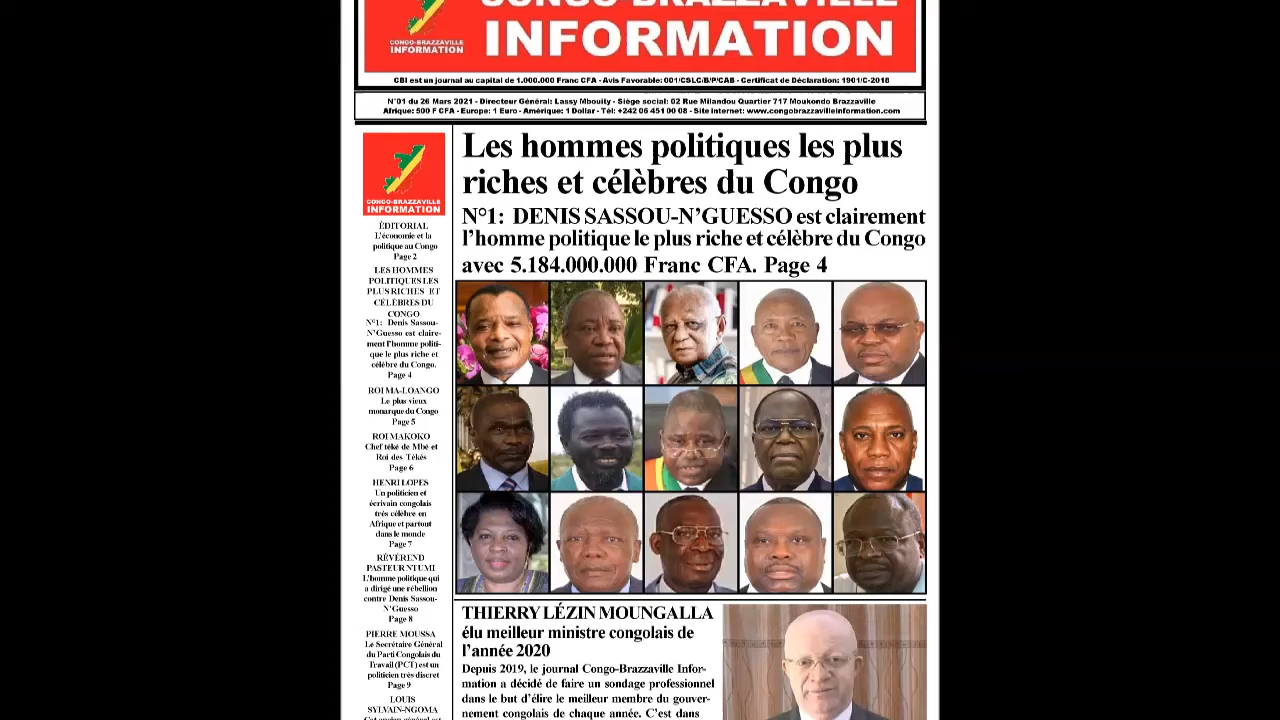 CONGO-BRAZZAVILLE
INFORMATION
CONGO-BRAZZAVILLE
INFORMATION
CBI est un journal au capital de 1.000.000 Franc CFA - Avis Favorable: 001/CSLC/B/P/CAB - Certificat de Déclaration: 1901/C-2018
N°01 du 26 Mars 2021 - Directeur Général: Lassy Mbouity - Siège social: 02 Rue Milandou Quartier 717 Moukondo Brazzaville
Afrique: 500 F CFA - Europe: 1 Euro - Amérique: 1 Dollar - Tél: +242 06 451 00 08 - Site internet: www.congobrazzavilleinformation.com
CONGO-BRAZZAVILLE
INFORMATION
ÉDITORIAL
L'économie et la
politique au Congo
Page 2
LES HOMMES
POLITIQUES LES
PLUS RICHES ET
CÉLÈBRES DU
CONGO
N°1: Denis Sassou-
N'Guesso est claire-
ment l'homme politi-
que le plus riche et
célèbre du Congo.
Page 4
ROI MA-LOANGO
Le plus vieux
monarque du Congo
Page 5
ROI MAKOKO
Chef téké de Mbé et
Roi des Tékés
Page 6
HENRI LOPES
Un politicien et
écrivain congolais
très célèbre en
Afrique et partout
dans le monde
Page 7
RÉVÉREND
PASTEUR NTUMI
L'homme politique qui
a dirigé une rébellion
contre Denis Sassou-
N'Guesso
Page 8
PIERRE MOUSSA
Le Secrétaire Général
du Parti Congolais du
Travail (PCT) est un
politicien très discret
Page 9
LOUIS
SYLVAIN-NGOMA
Cet ancien général est
Les hommes politiques les plus
riches et célèbres du Congo
N°1: DENIS SASSOU-N'GUESSO est clairement
l'homme politique le plus riche et célèbre du Congo
avec 5.184.000.000 Franc CFA. Page 4
THIERRY LÉZIN MOUNGALLA
élu meilleur ministre congolais de
l'année 2020
Depuis 2019, le journal Congo-Brazzaville Infor-
mation a décidé de faire un sondage professionnel
dans le but d'élire le meilleur membre du gouver-
nement congolais de chaque année. C'est dans